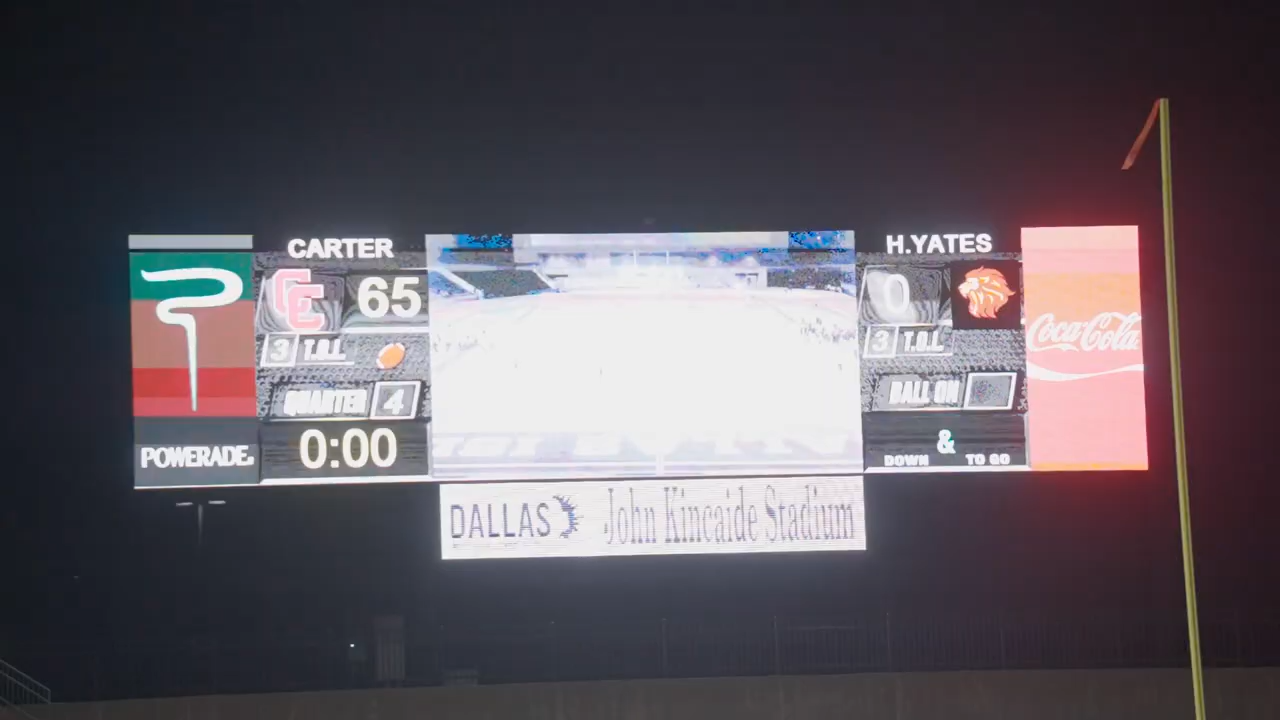 CARTER
CC 65
3 T.O.L.
QUARTER 4
0:00
POWERADE
H.YATES
0
3 T.O.L.
BALL ON
&
DOWN TO GO
Coca-Cola
DALLAS John Kincaide Stadium